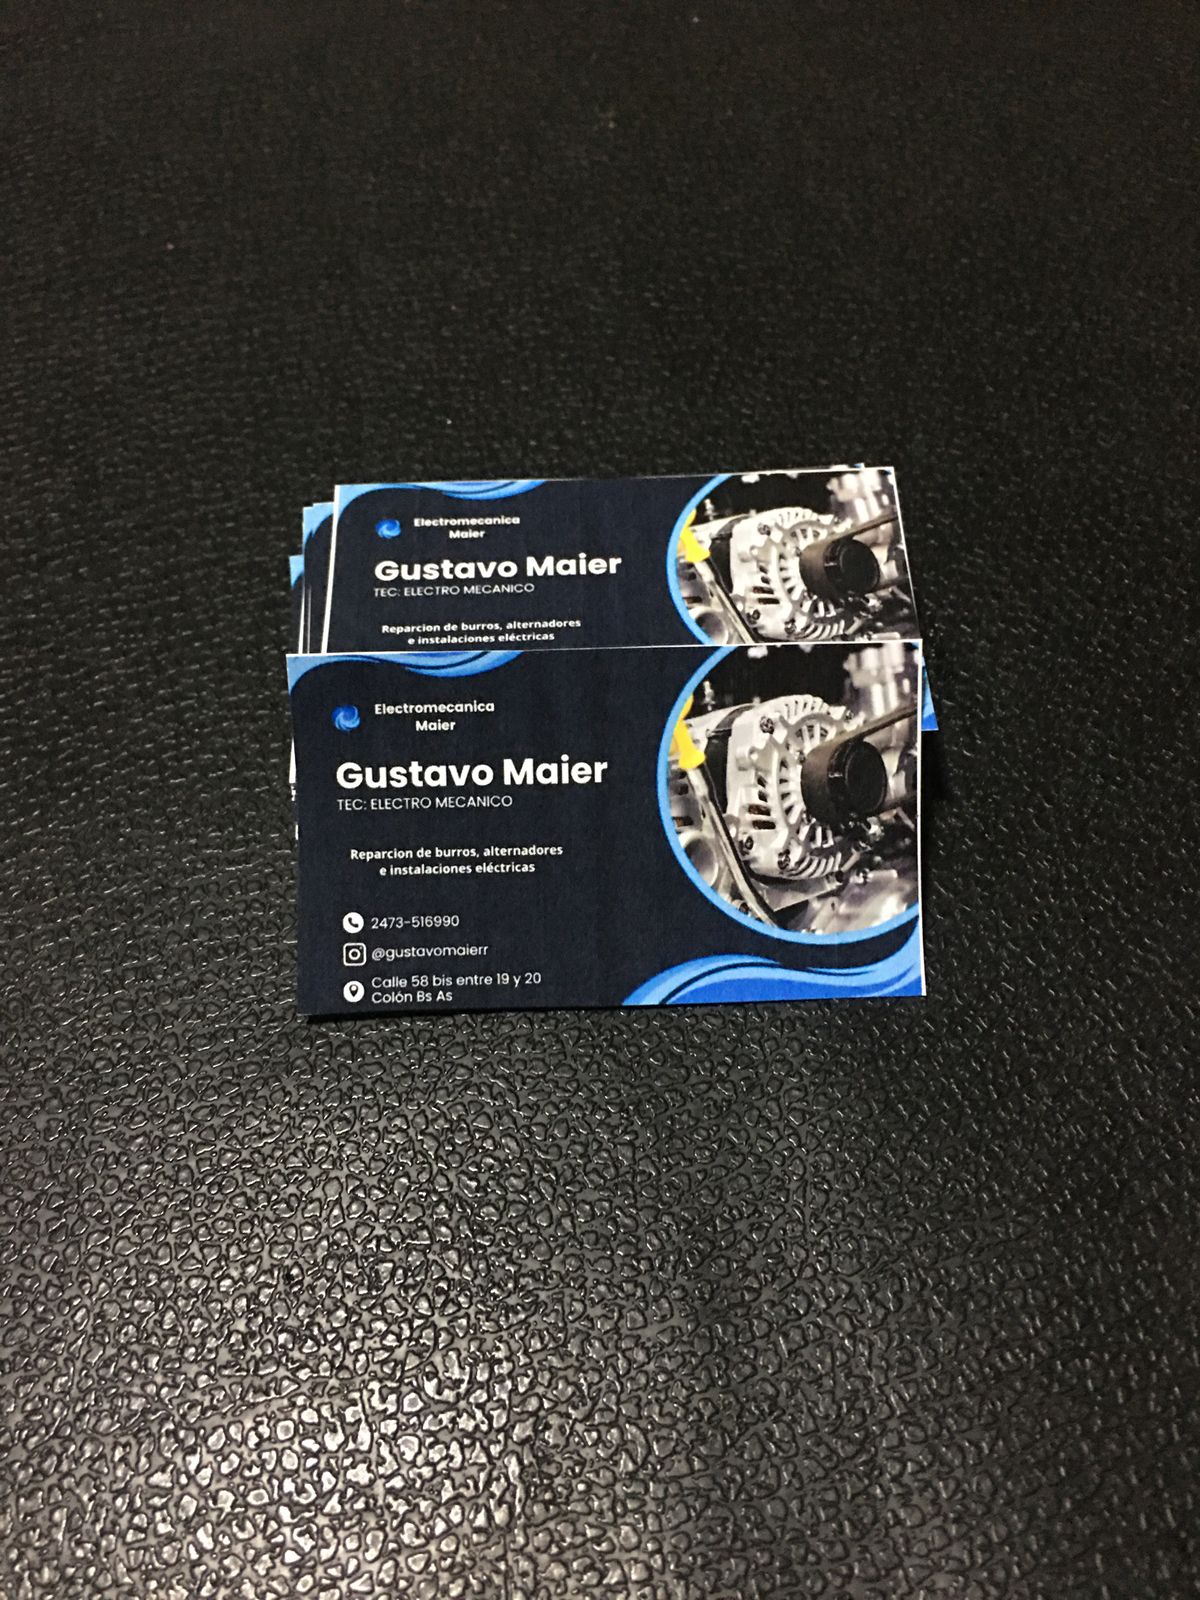 Electromecanica
Maier
Gustavo Maier
TEC: ELECTRO MECANICO
Reparcion de burros, alternadores
e instalaciones eléctricas
Electromecanica
Maier
Gustavo Maier
TEC: ELECTRO MECANICO
Reparcion de burros, alternadores
e instalaciones eléctricas
2473-516990
@gustavomaierr
Calle 58 bis entre 19 y 20
Colón Bs As